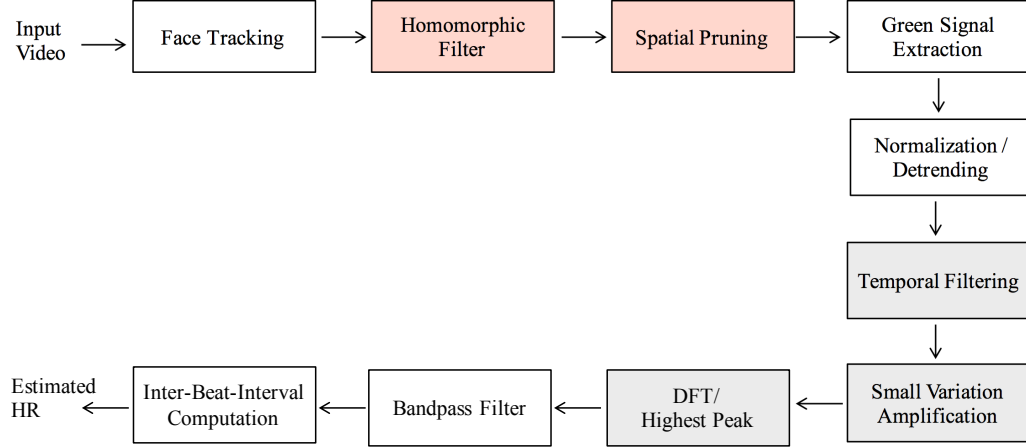 Input
Video
Face Tracking
Homomorphic
Filter
Spatial Pruning
Green Signal
Extraction
Normalization /
Detrending
Temporal Filtering
Small Variation
Amplification
DFT/
Highest Peak
Bandpass Filter
Inter-Beat-Interval
Computation
Estimated
HR